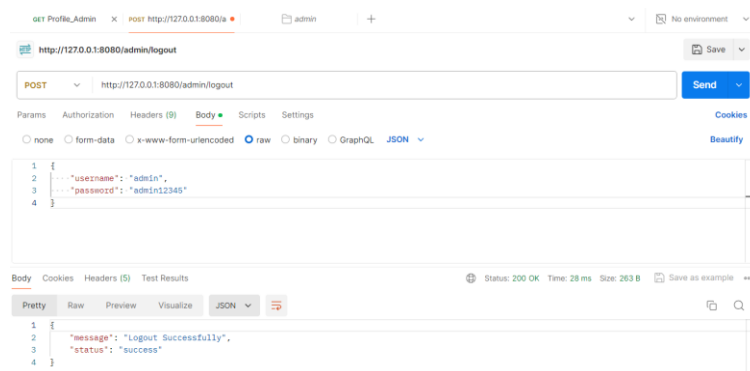 GET Profile_Admin × POST http://127.0.0.1:8080/a admin + No environment
http://127.0.0.1:8080/admin/logout Save
POST http://127.0.0.1:8080/admin/logout Send
Params Authorization Headers (9) Body Scripts Settings Cookies
none form-data x-www-form-urlencoded raw binary GraphQL JSON Beautify
1 {
2 "username": "admin",
3 "password": "admin12345"
4 }
Body Cookies Headers (5) Test Results Status: 200 OK Time: 28 ms Size: 263 B Save as example
Pretty Raw Preview Visualize JSON
1 {
2 "message": "Logout Successfully",
3 "status": "success"
4 }